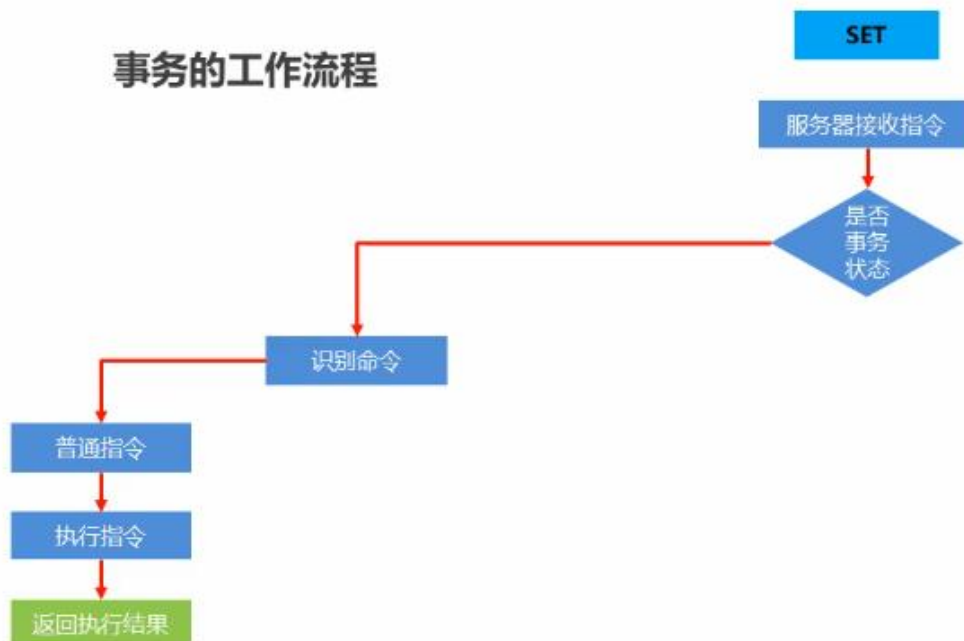 SET
事务的工作流程
服务器接收指令
是否
事务
状态
识别命令
普通指令
执行指令
返回执行结果